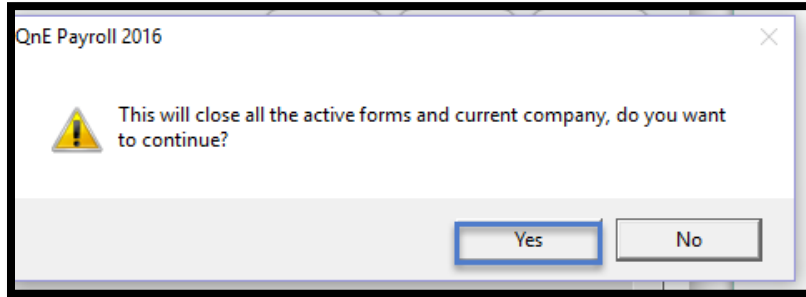 QnE Payroll 2016
This will close all the active forms and current company, do you want
to continue?
Yes
No